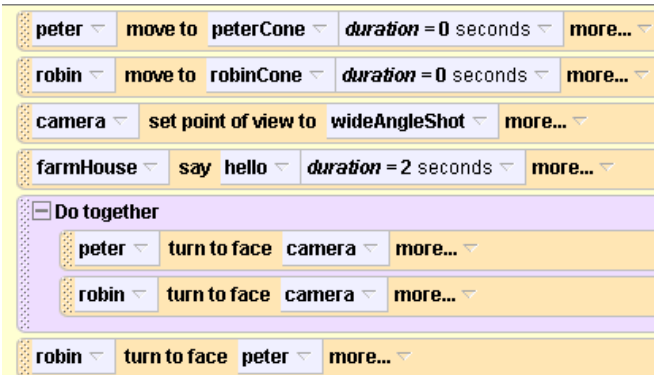 peter move to peterCone duration = 0 seconds more...
robin move to robinCone duration = 0 seconds more...
camera set point of view to wideAngleShot more...
farmHouse say hello duration = 2 seconds more...
Do together
peter turn to face camera more...
robin turn to face camera more...
robin turn to face peter more...